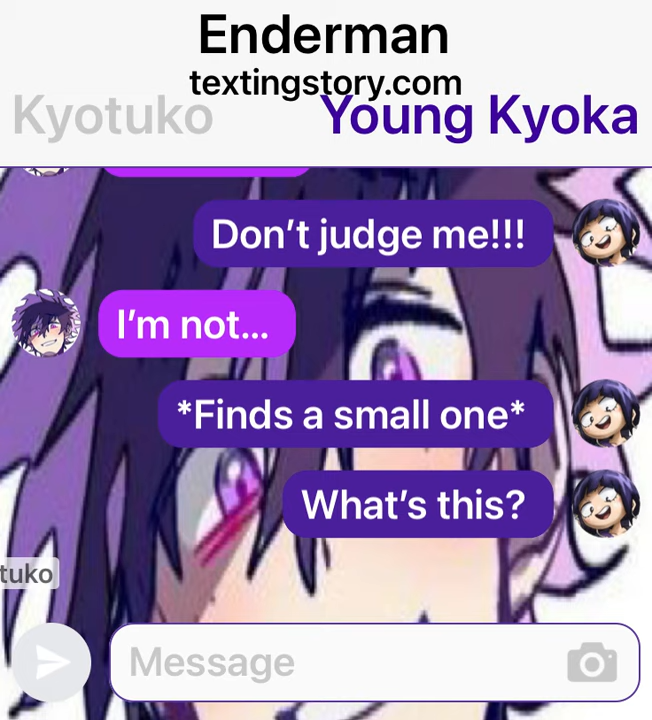 Enderman
textingstory.com
Kyotuko
Young Kyoka
Don’t judge me!!!
I’m not...
*Finds a small one*
What’s this?
tuko
Message